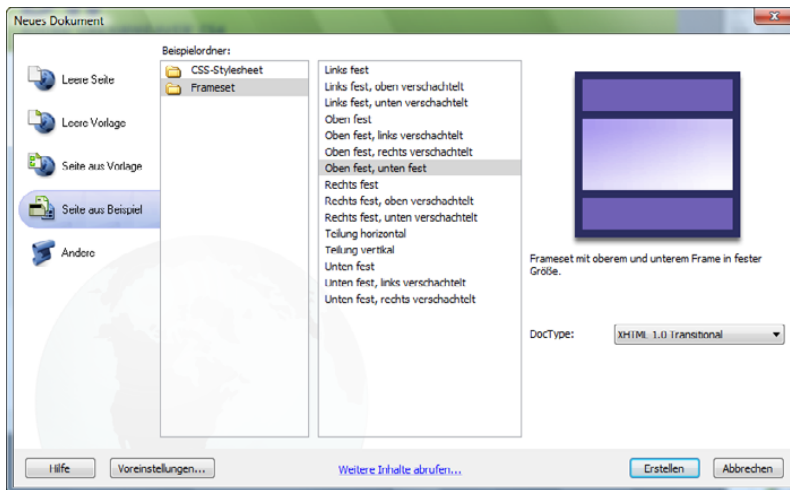 Neues Dokument
Beispielordner:
Leere Seite
Leere Vorlage
Seite aus Vorlage
Seite aus Beispiel
Andere
CSS-Stylesheet
Frameset
Links fest
Links fest, oben verschachtelt
Links fest, unten verschachtelt
Oben fest
Oben fest, links verschachtelt
Oben fest, rechts verschachtelt
Oben fest, unten fest
Rechts fest
Rechts fest, oben verschachtelt
Rechts fest, unten verschachtelt
Teilung horizontal
Teilung vertikal
Unten fest
Unten fest, links verschachtelt
Unten fest, rechts verschachtelt
Frameset mit oberem und unterem Frame in fester
Größe.
DocType:
XHTML 1.0 Transitional
Hilfe
Voreinstellungen...
Weitere Inhalte abrufen...
Erstellen
Abbrechen